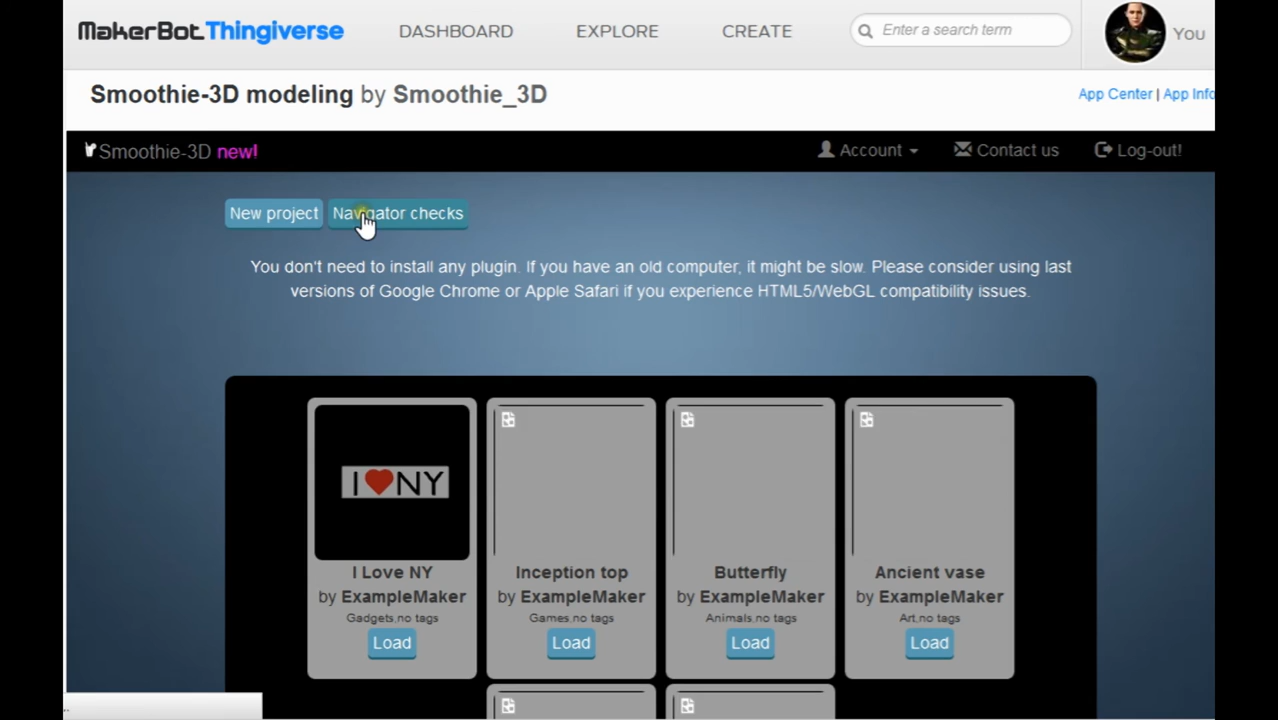 MakerBot Thingiverse DASHBOARD EXPLORE CREATE Enter a search term You
Smoothie-3D modeling by Smoothie_3D App Center | App Info
Smoothie-3D new! Account Contact us Log-out!
New project Navigator checks
You don't need to install any plugin. If you have an old computer, it might be slow. Please consider using last
versions of Google Chrome or Apple Safari if you experience HTML5/WebGL compatibility issues.
I ♥ NY
I Love NY Inception top Butterfly Ancient vase
by ExampleMaker by ExampleMaker by ExampleMaker by ExampleMaker
Gadgets,no tags Games,no tags Animals,no tags Art,no tags
Load Load Load Load